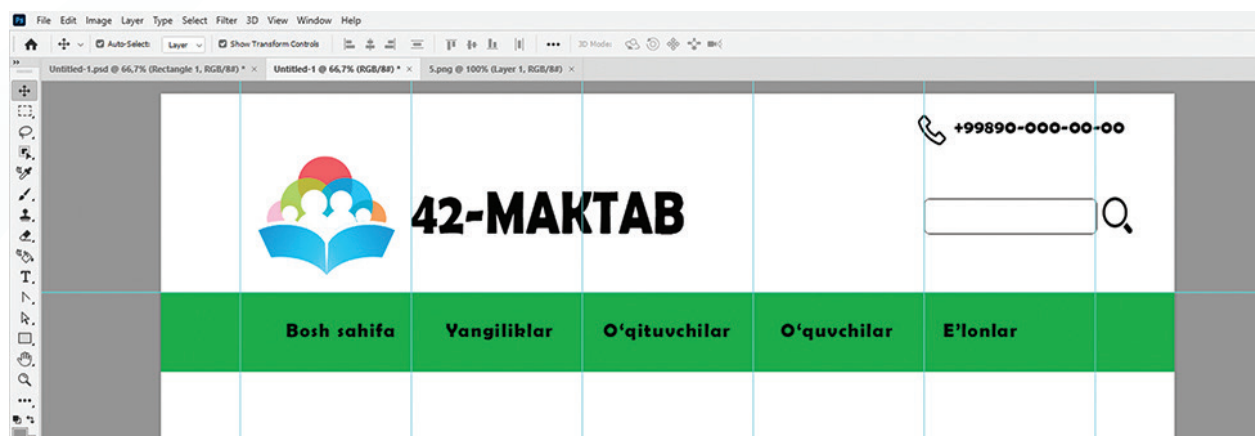 Ps File Edit Image Layer Type Select Filter 3D View Window Help
Auto-Select: Layer Show Transform Controls 3D Mode:
Untitled-1.psd @ 66,7% (Rectangle 1, RGB/8#) * × Untitled-1 @ 66,7% (RGB/8#) * × 5.png @ 100% (Layer 1, RGB/8#) ×
+99890-000-00-00
42-MAKTAB
Bosh sahifa Yangiliklar O‘qituvchilar O‘quvchilar E’lonlar